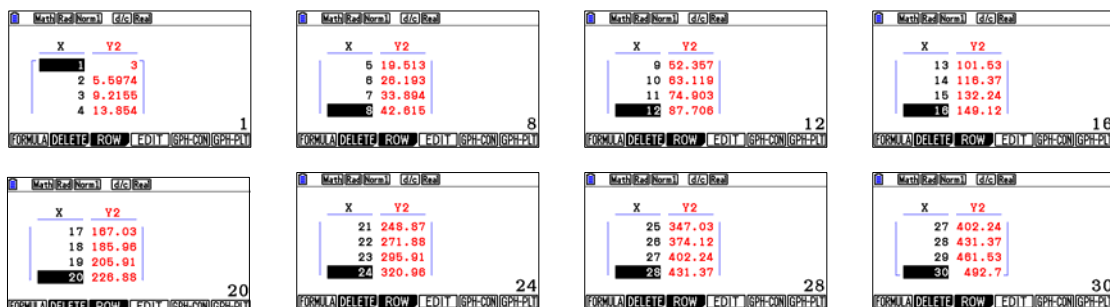 Math Rad Norm1 d/c Real
X Y2
1 3
2 5.5974
3 9.2155
4 13.854
1
FORMULA DELETE ROW EDIT GPH-CON GPH-PLT
Math Rad Norm1 d/c Real
X Y2
5 19.513
6 26.193
7 33.894
8 42.615
8
FORMULA DELETE ROW EDIT GPH-CON GPH-PLT
Math Rad Norm1 d/c Real
X Y2
9 52.357
10 63.119
11 74.903
12 87.706
12
FORMULA DELETE ROW EDIT GPH-CON GPH-PLT
Math Rad Norm1 d/c Real
X Y2
13 101.53
14 116.37
15 132.24
16 149.12
16
FORMULA DELETE ROW EDIT GPH-CON GPH-PLT
Math Rad Norm1 d/c Real
X Y2
17 167.03
18 185.96
19 205.91
20 226.88
20
FORMULA DELETE ROW EDIT GPH-CON GPH-PLT
Math Rad Norm1 d/c Real
X Y2
21 248.87
22 271.88
23 295.91
24 320.96
24
FORMULA DELETE ROW EDIT GPH-CON GPH-PLT
Math Rad Norm1 d/c Real
X Y2
25 347.03
26 374.12
27 402.24
28 431.37
28
FORMULA DELETE ROW EDIT GPH-CON GPH-PLT
Math Rad Norm1 d/c Real
X Y2
27 402.24
28 431.37
29 461.53
30 492.7
30
FORMULA DELETE ROW EDIT GPH-CON GPH-PLT